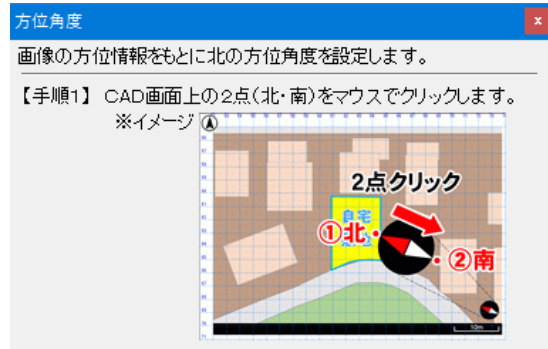 方位角度
x
画像の方位情報をもとに北の方位角度を設定します。
【手順1】 CAD画面上の2点(北・南)をマウスでクリックします。
※イメージ
2点クリック
自宅
①北
②南
10m